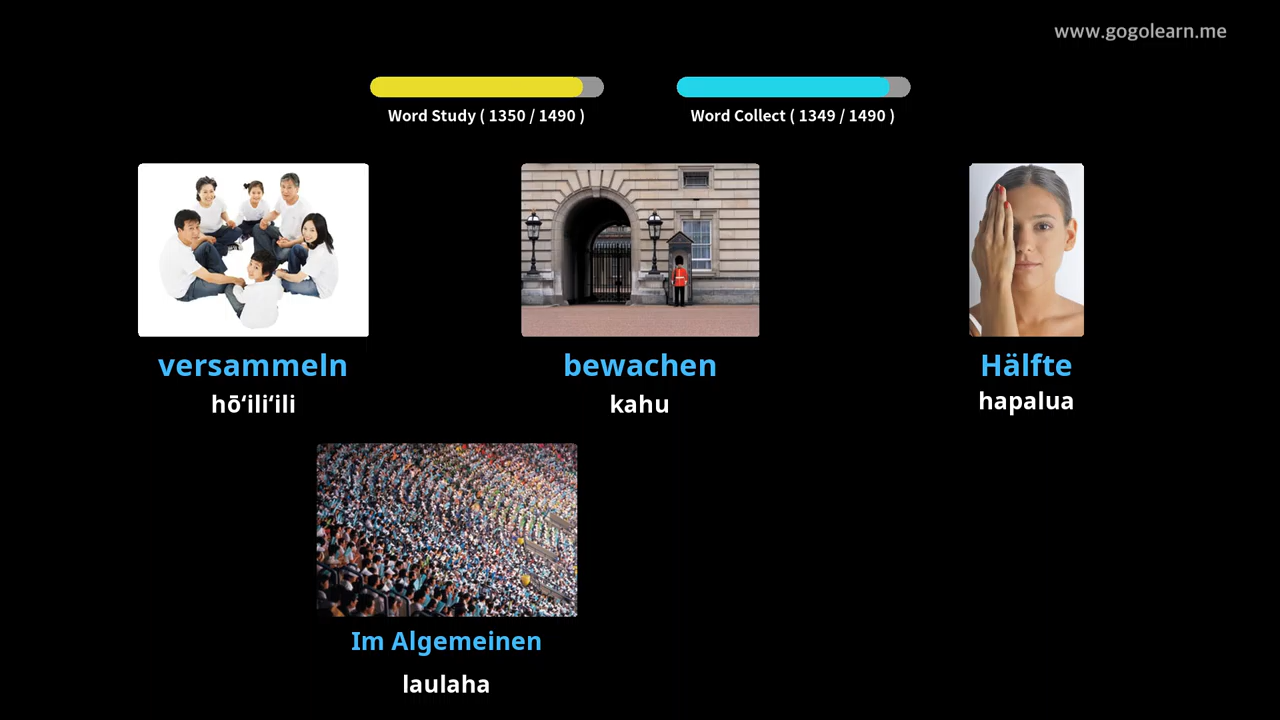 www.gogolearn.me
Word Study ( 1350 / 1490 )
Word Collect ( 1349 / 1490 )
versammeln
hōʻiliʻili
bewachen
kahu
Hälfte
hapalua
Im Algemeinen
laulaha